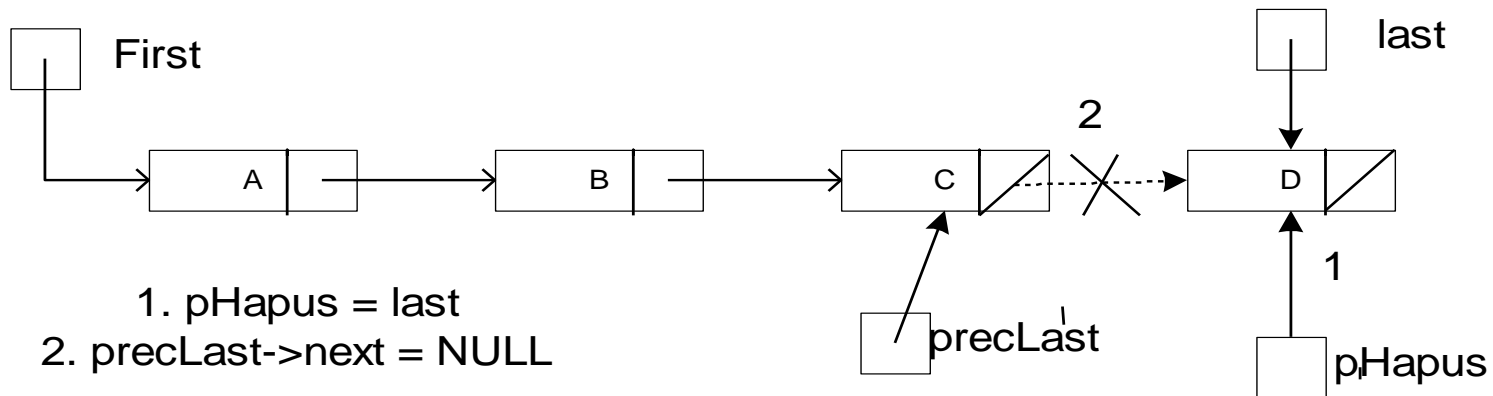 First
last
2
A
B
C
D
1
1. pHapus = last
2. precLast->next = NULL
precLast
pHapus